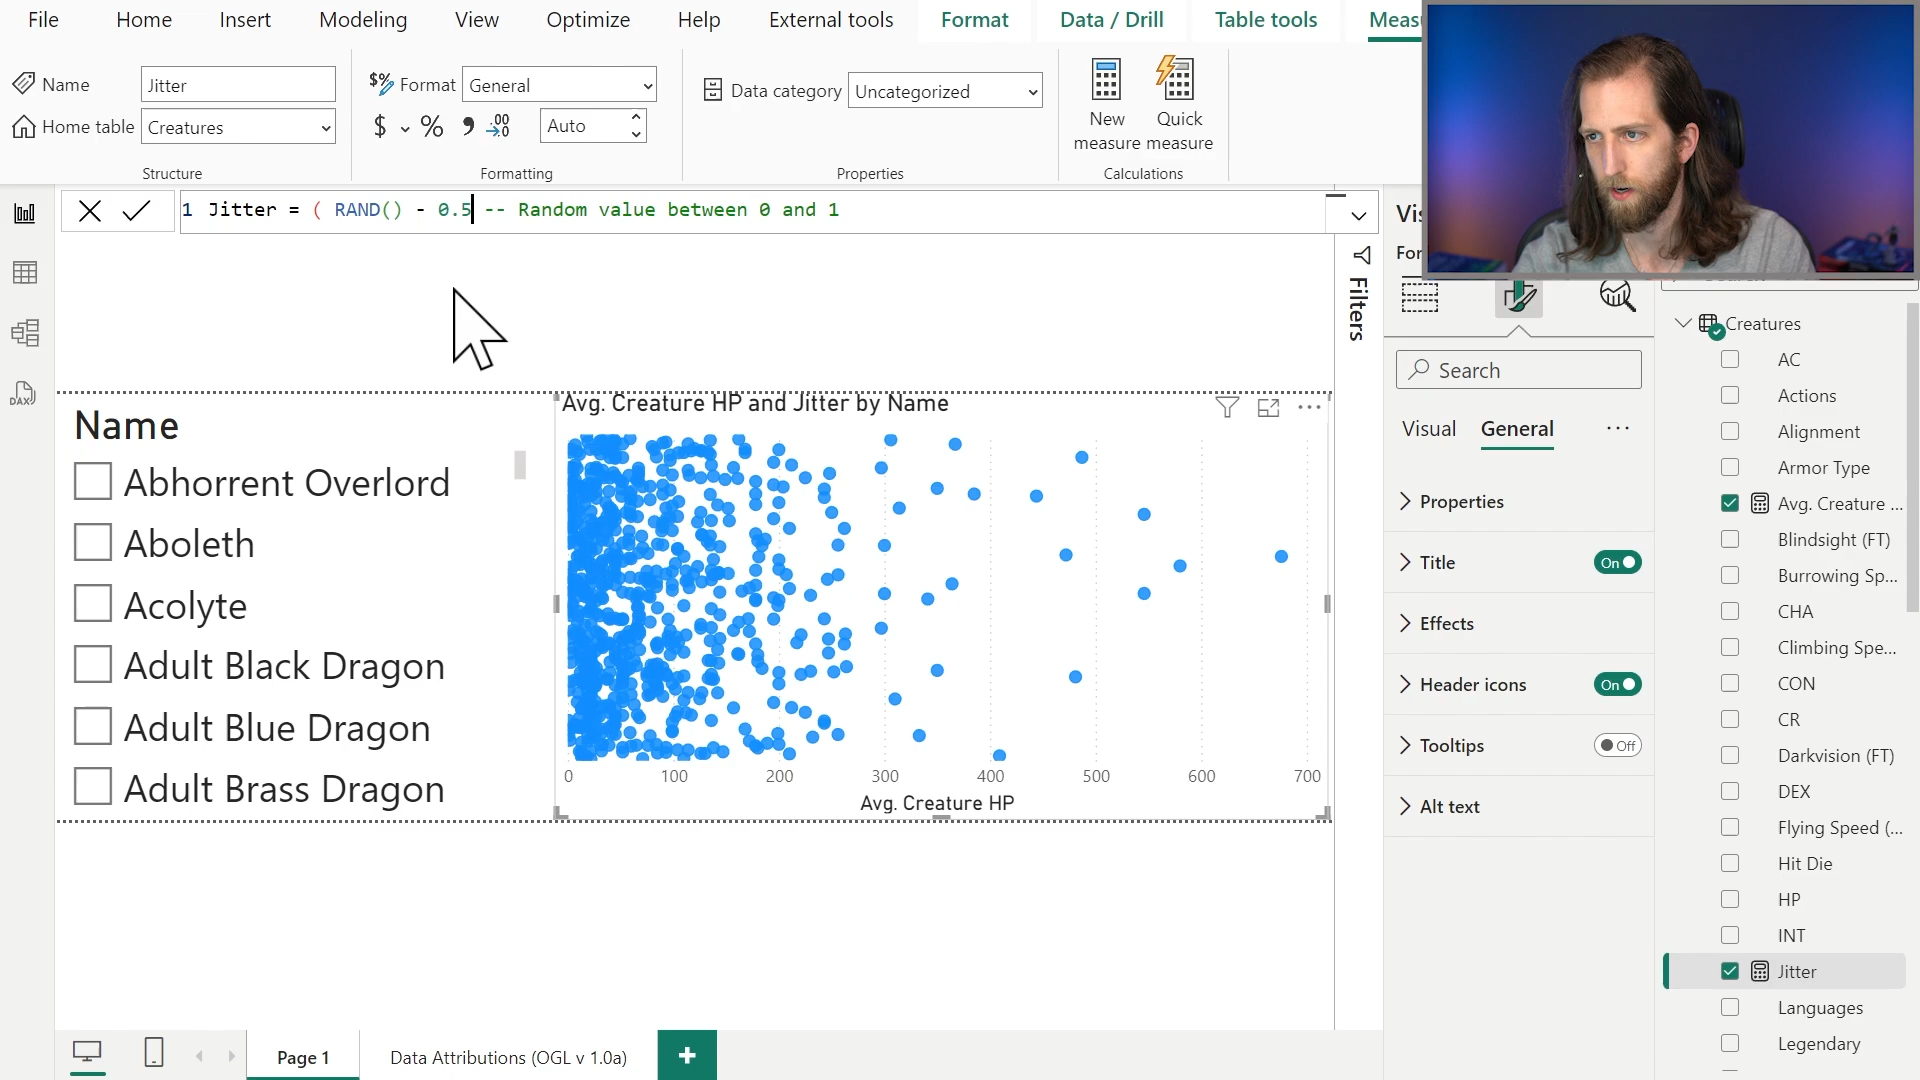 File Home Insert Modeling View Optimize Help External tools Format Data / Drill Table tools
Name Jitter
Home table Creatures
Structure
$% Format General
$ % Auto
Formatting
Data category Uncategorized
Properties
New measure
Quick measure
Calculations
1 Jitter = ( RAND() - 0.5 -- Random value between 0 and 1
Filters
Name
Abhorrent Overlord
Aboleth
Acolyte
Adult Black Dragon
Adult Blue Dragon
Adult Brass Dragon
Avg. Creature HP and Jitter by Name
0 100 200 300 400 500 600 700
Avg. Creature HP
Search
Visual General ...
Properties
Title On
Effects
Header icons On
Tooltips Off
Alt text
Creatures
AC
Actions
Alignment
Armor Type
Avg. Creature ...
Blindsight (FT)
Burrowing Sp...
CHA
Climbing Spe...
CON
CR
Darkvision (FT)
DEX
Flying Speed (...
Hit Die
HP
INT
Jitter
Languages
Legendary
DAX
Page 1 Data Attributions (OGL v 1.0a) +